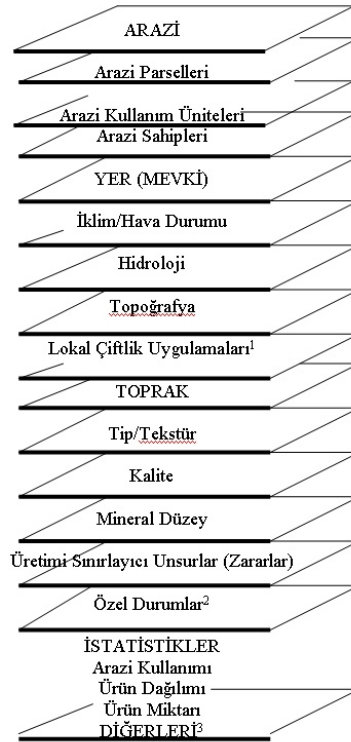 ARAZİ
Arazi Parselleri
Arazi Kullanım Üniteleri
Arazi Sahipleri
YER (MEVKİ)
İklim/Hava Durumu
Hidroloji
Topoğrafya
Lokal Çiftlik Uygulamaları¹
TOPRAK
Tip/Tekstür
Kalite
Mineral Düzey
Üretimi Sınırlayıcı Unsurlar (Zararlar)
Özel Durumlar²
İSTATİSTİKLER
Arazi Kullanımı
Ürün Dağılımı
Ürün Miktarı
DİĞERLERİ³